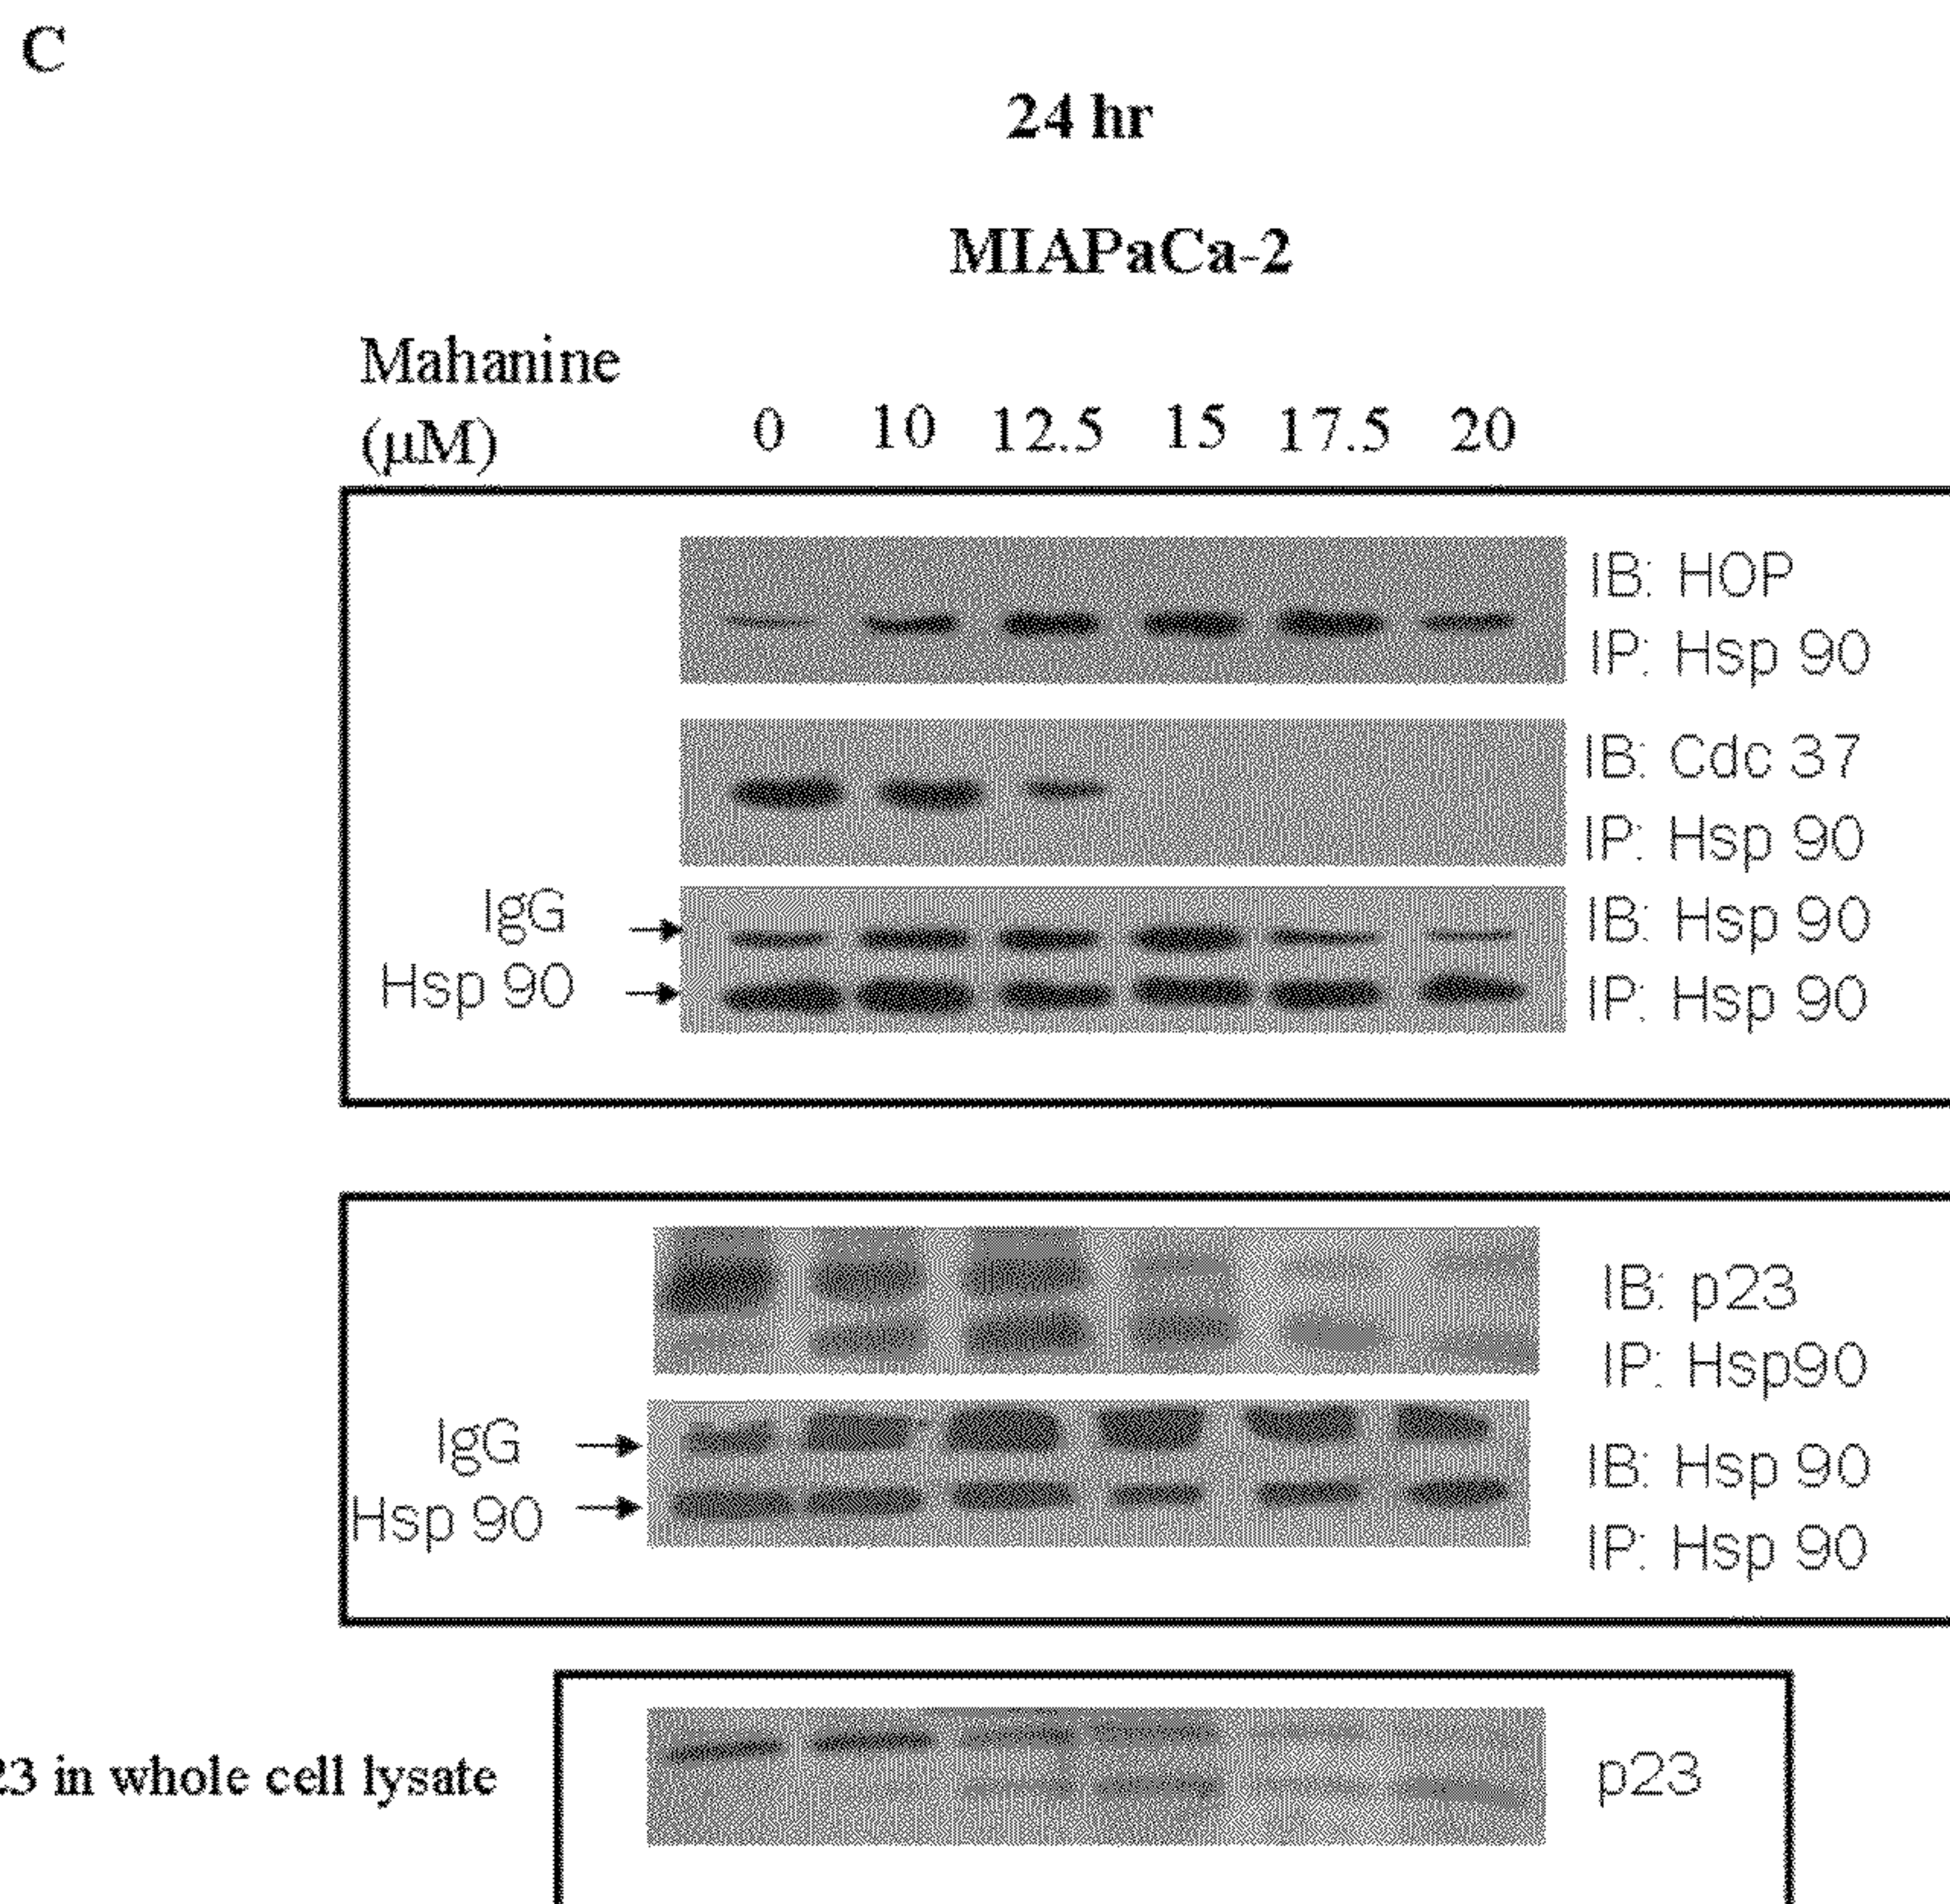 C
24 hr
MIAPaCa-2
Mahanine
(µM) 0 10 12.5 15 17.5 20
IB: HOP
IP: Hsp 90
IB: Cdc 37
IP: Hsp 90
IgG
IB: Hsp 90
Hsp 90
IP: Hsp 90
IB: p23
IP: Hsp90
IgG
IB: Hsp 90
Hsp 90
IP: Hsp 90
23 in whole cell lysate
p23